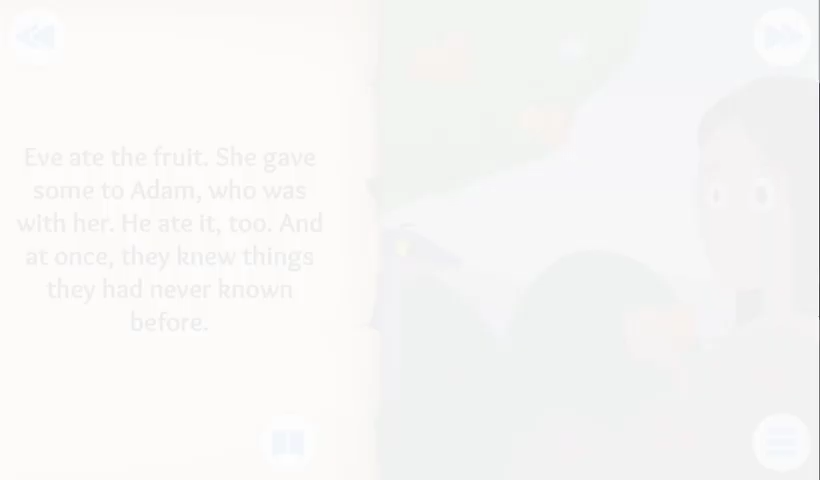 Eve ate the fruit. She gave
some to Adam, who was
with her. He ate it, too. And
at once, they knew things
they had never known
before.